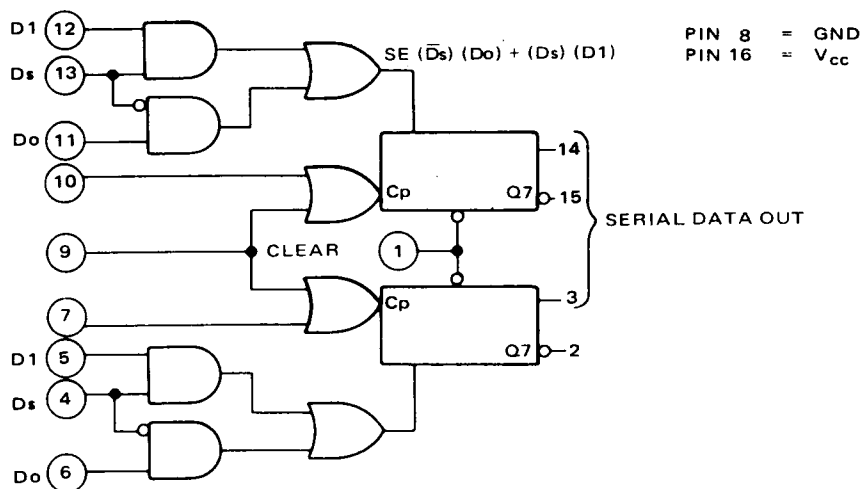 D1 12
Ds 13
Do 11
10
9 CLEAR 1
7
D1 5
Ds 4
Do 6
SE (D̅s) (Do) + (Ds) (D1)
PIN 8 = GND
PIN 16 = Vcc
Cp Q7
14
15
SERIAL DATA OUT
Cp Q7
3
2